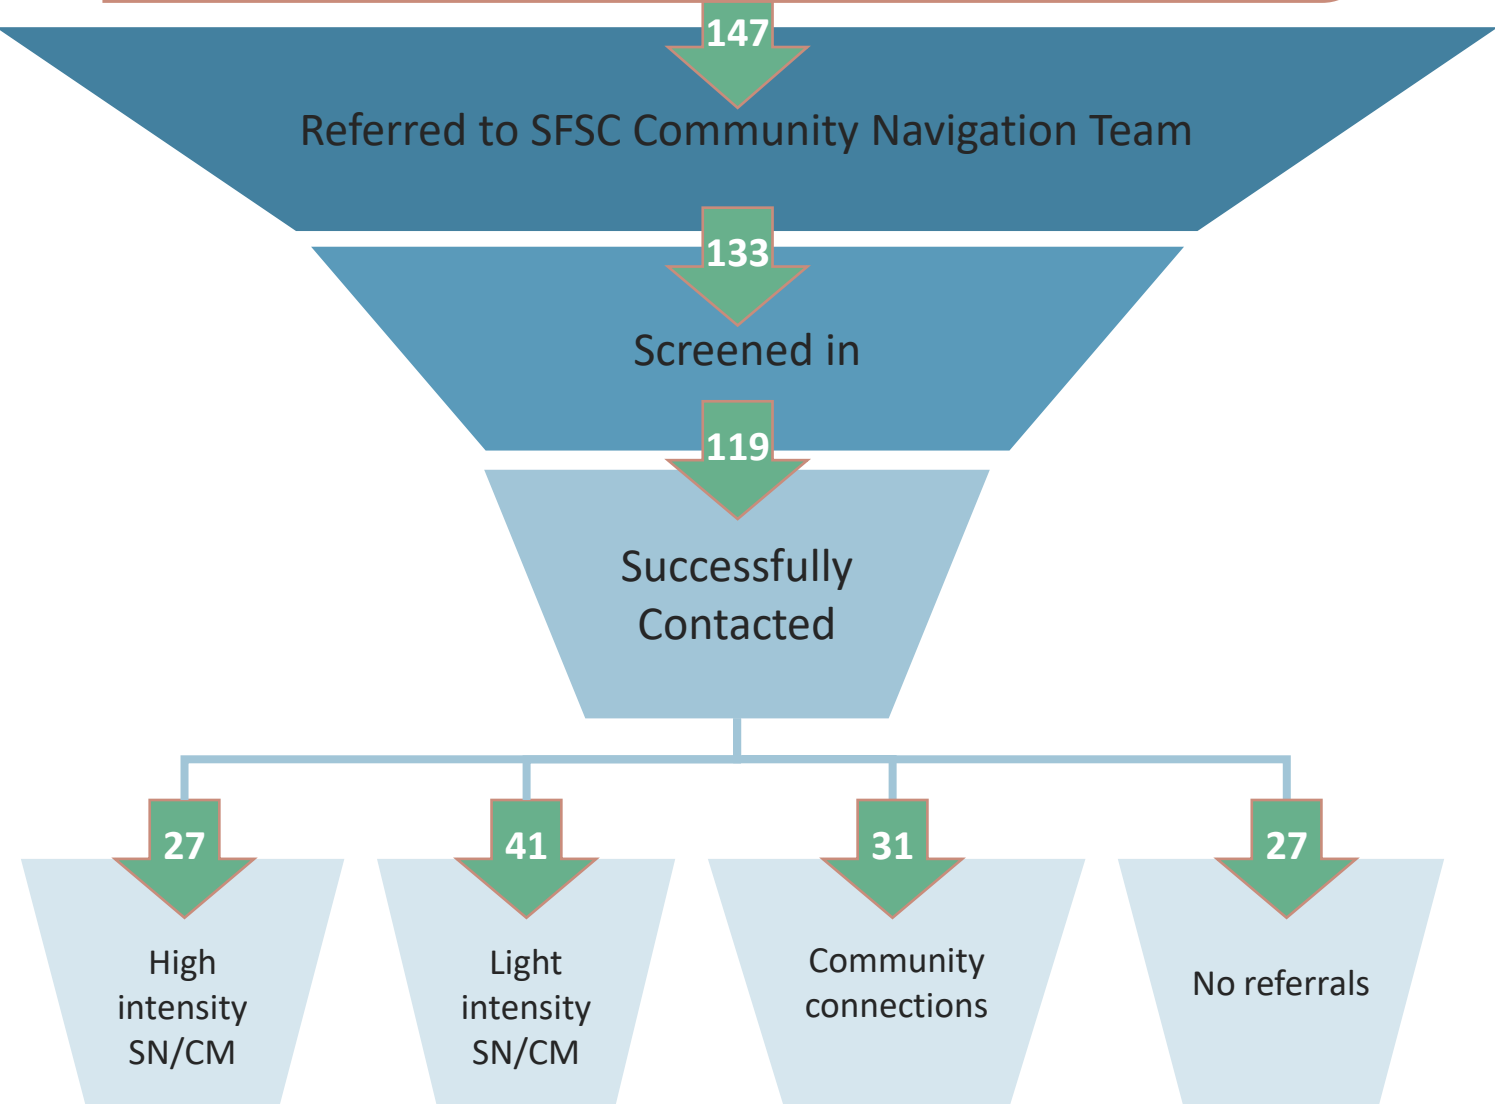 147
Referred to SFSC Community Navigation Team
133
Screened in
119
Successfully
Contacted
27
41
31
27
High
intensity
SN/CM
Light
intensity
SN/CM
Community
connections
No referrals